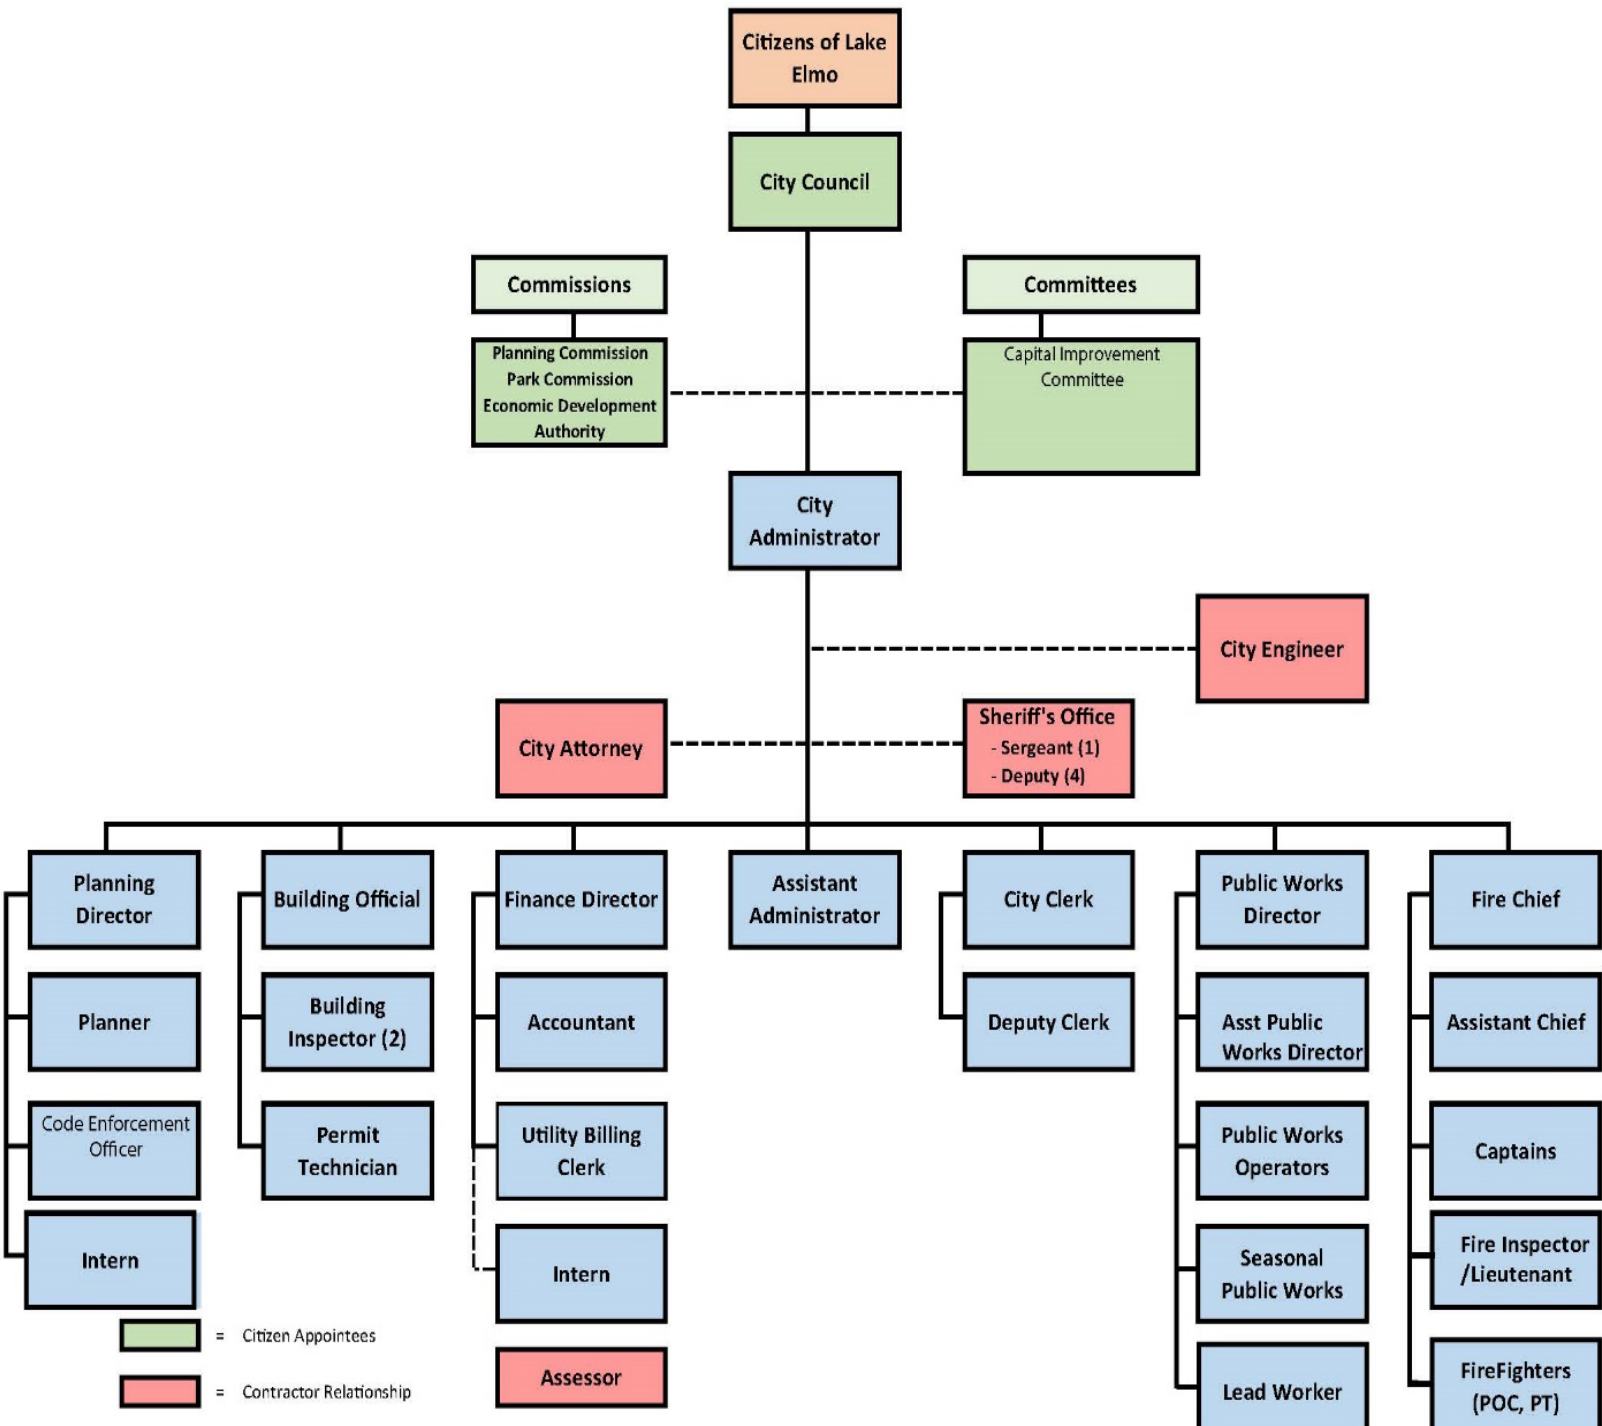 Citizens of Lake
Elmo
City Council
Commissions
Committees
Planning Commission
Park Commission
Economic Development
Authority
Capital Improvement
Committee
City
Administrator
City Engineer
City Attorney
Sheriff's Office
- Sergeant (1)
- Deputy (4)
Planning
Director
Building Official
Finance Director
Assistant
Administrator
City Clerk
Public Works
Director
Fire Chief
Planner
Building
Inspector (2)
Accountant
Deputy Clerk
Asst Public
Works Director
Assistant Chief
Code Enforcement
Officer
Permit
Technician
Utility Billing
Clerk
Public Works
Operators
Captains
Intern
Intern
Seasonal
Public Works
Fire Inspector
/Lieutenant
= Citizen Appointees
Assessor
Lead Worker
FireFighters
(POC, PT)
= Contractor Relationship